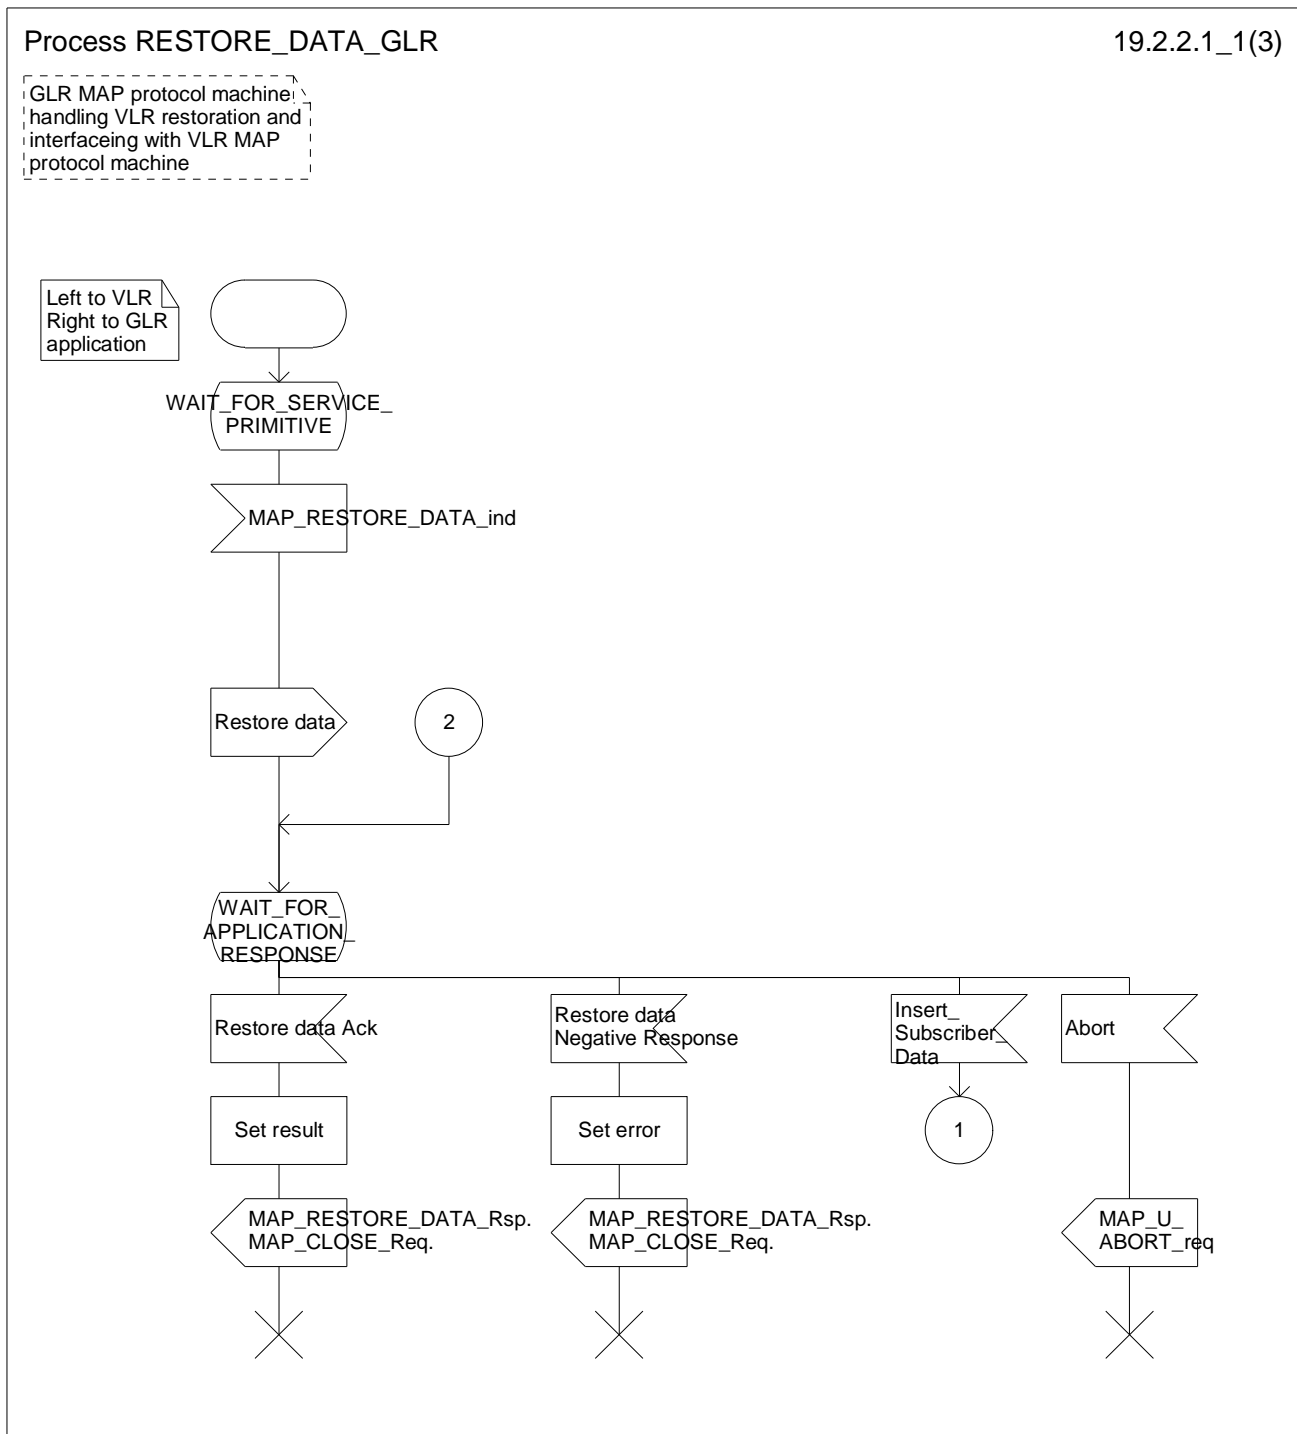 Process RESTORE_DATA_GLR
19.2.2.1_1(3)
GLR MAP protocol machine
handling VLR restoration and
interfaceing with VLR MAP
protocol machine
Left to VLR
Right to GLR
application
WAIT_FOR_SERVICE_
PRIMITIVE
MAP_RESTORE_DATA_ind
Restore data
2
WAIT_FOR_
APPLICATION_
RESPONSE
Restore data Ack
Restore data
Negative Response
Insert_
Subscriber_
Data
Abort
Set result
Set error
1
MAP_RESTORE_DATA_Rsp.
MAP_CLOSE_Req.
MAP_RESTORE_DATA_Rsp.
MAP_CLOSE_Req.
MAP_U_
ABORT_req